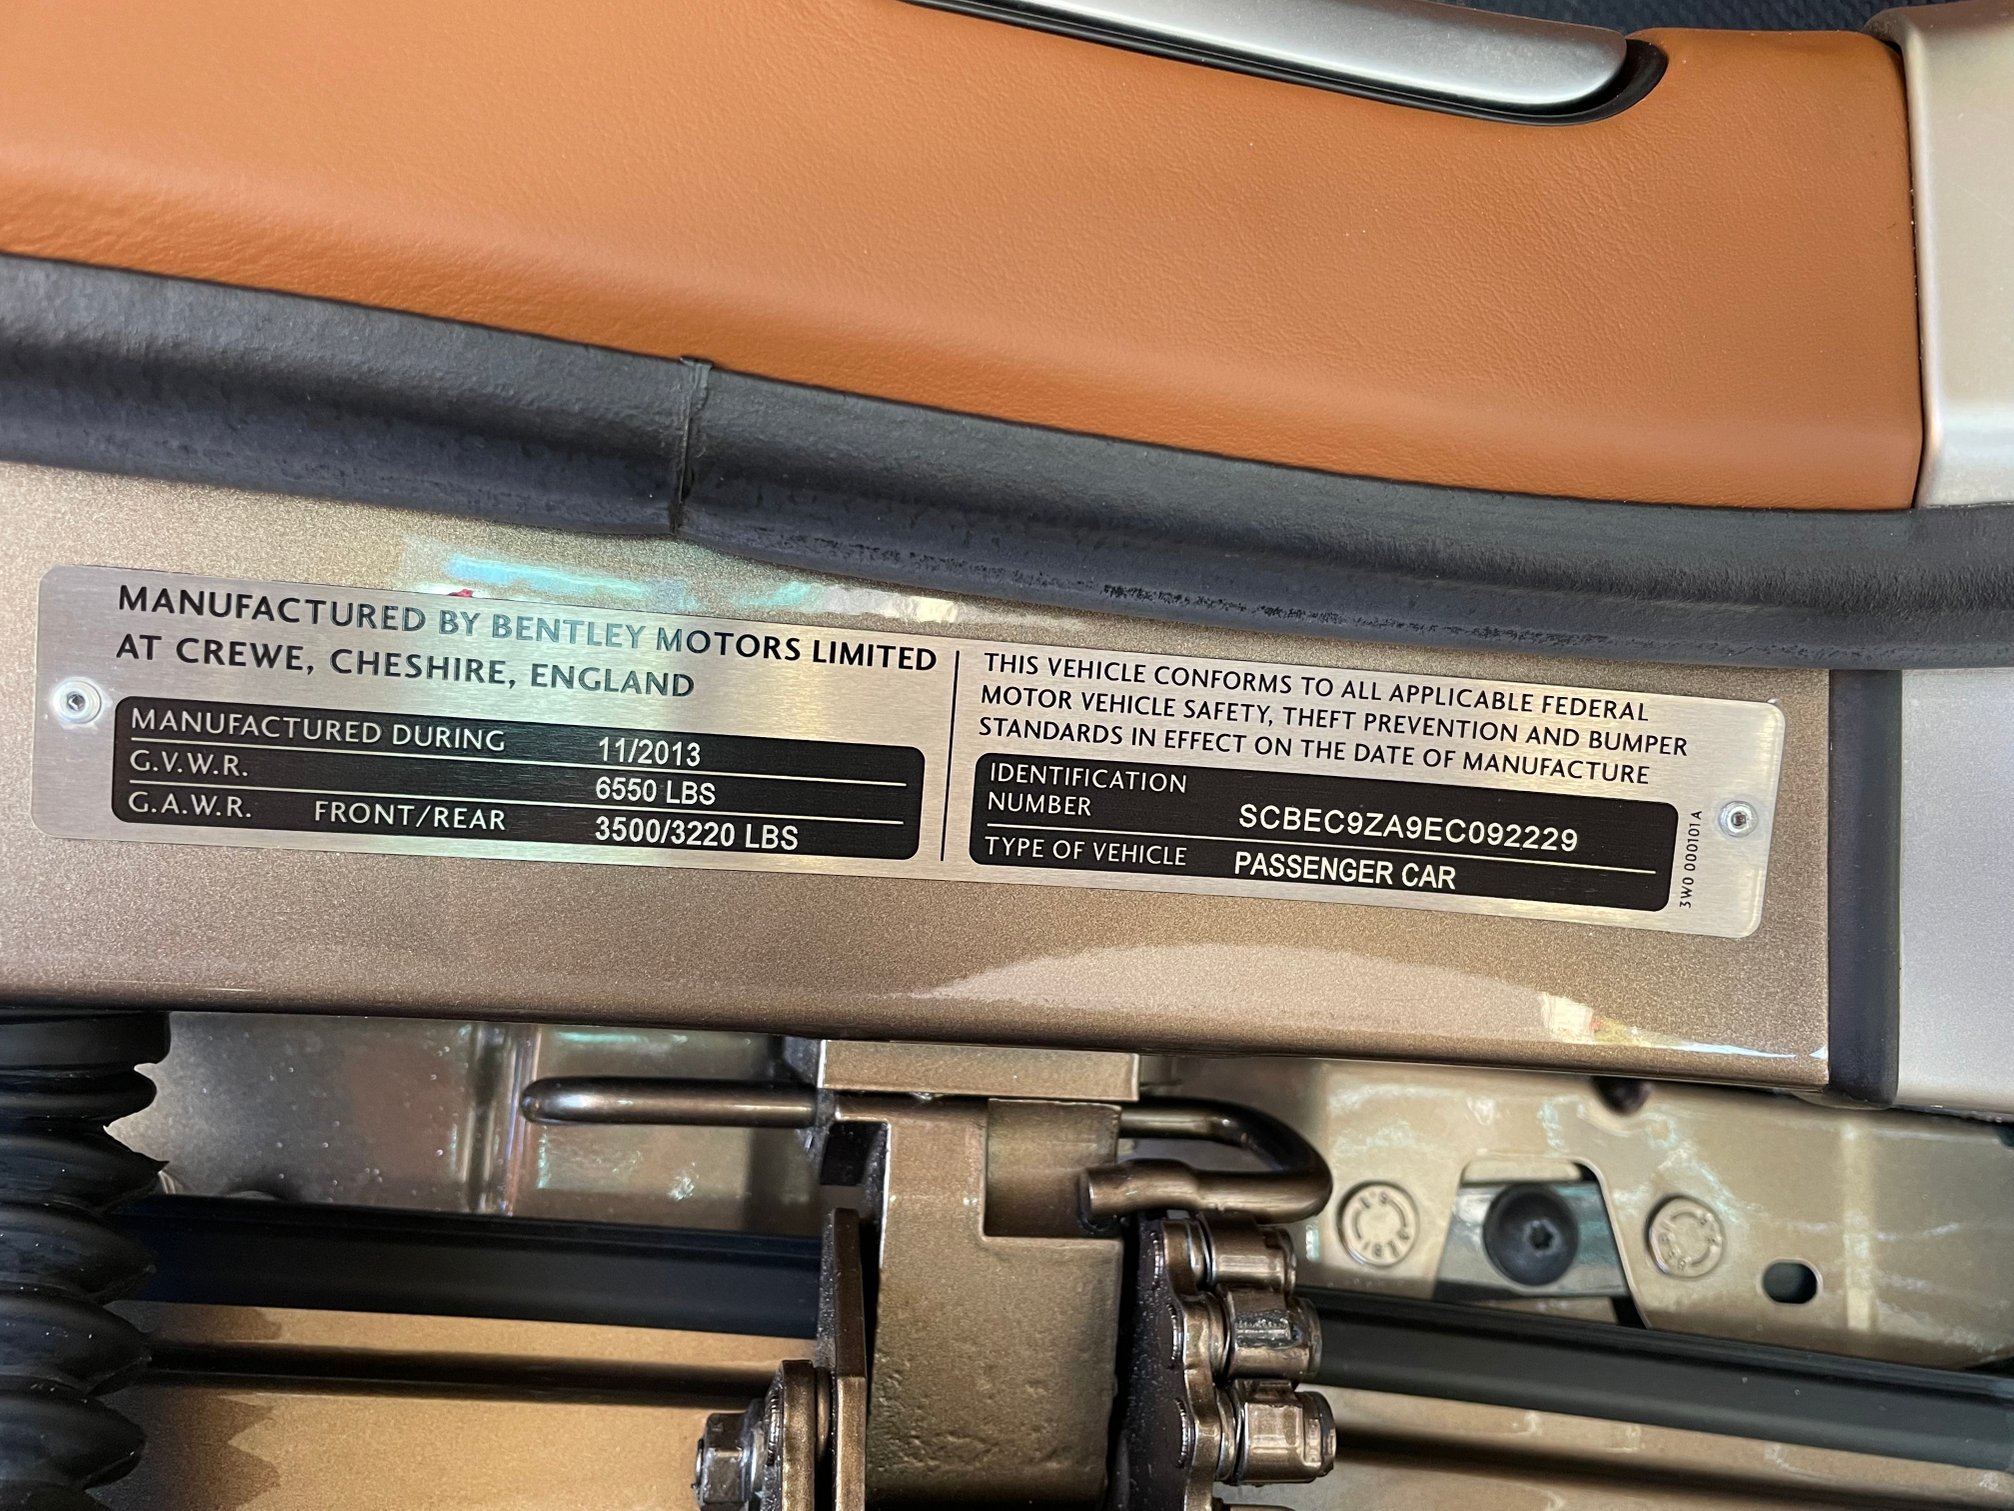 MANUFACTURED BY BENTLEY MOTORS LIMITED
AT CREWE, CHESHIRE, ENGLAND
MANUFACTURED DURING 11/2013
G.V.W.R. 6550 LBS
G.A.W.R. FRONT/REAR 3500/3220 LBS
THIS VEHICLE CONFORMS TO ALL APPLICABLE FEDERAL
MOTOR VEHICLE SAFETY, THEFT PREVENTION AND BUMPER
STANDARDS IN EFFECT ON THE DATE OF MANUFACTURE
IDENTIFICATION
NUMBER SCBEC9ZA9EC092229
TYPE OF VEHICLE PASSENGER CAR
3W0 000101A